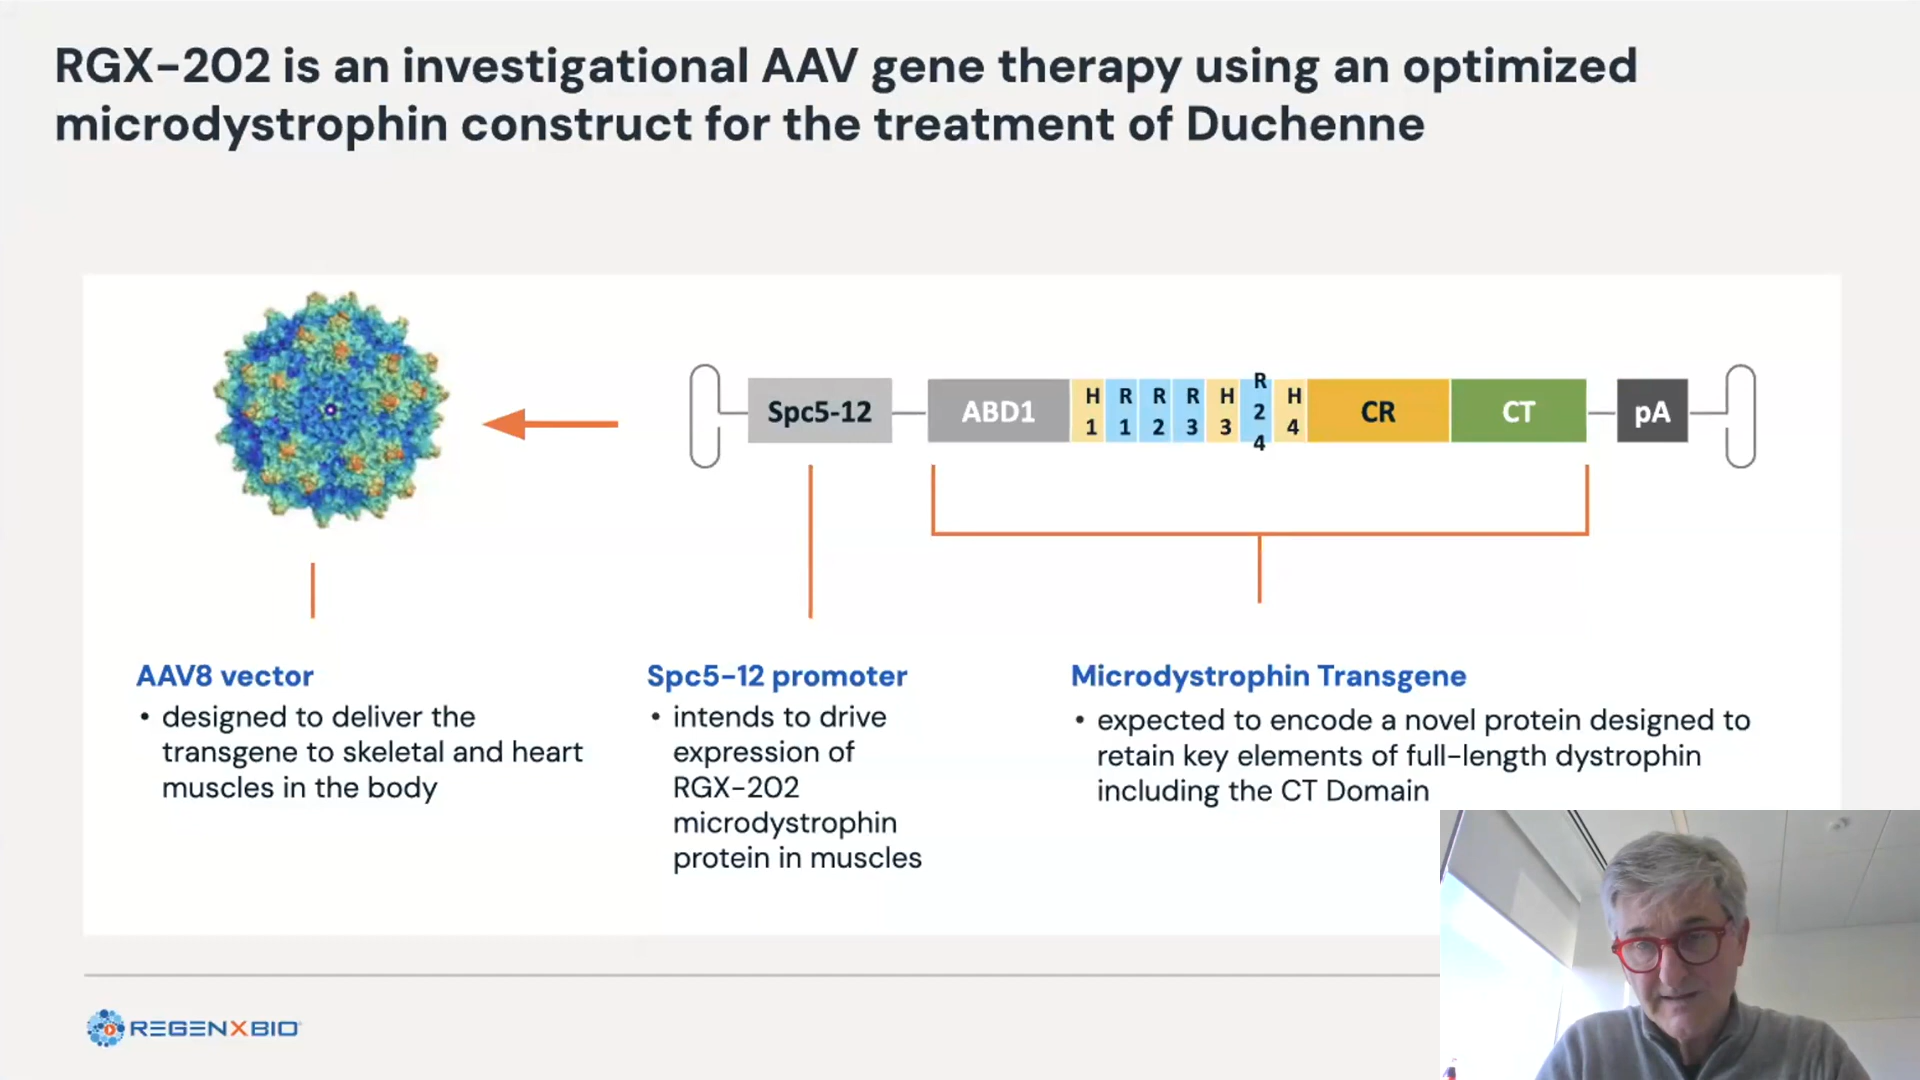 RGX-202 is an investigational AAV gene therapy using an optimized
microdystrophin construct for the treatment of Duchenne
Spc5-12
ABD1
H1
R1
R2
R3
H3
R24
H4
CR
CT
pA
AAV8 vector
• designed to deliver the
transgene to skeletal and heart
muscles in the body
Spc5-12 promoter
• intends to drive
expression of
RGX-202
microdystrophin
protein in muscles
Microdystrophin Transgene
• expected to encode a novel protein designed to
retain key elements of full-length dystrophin
including the CT Domain
REGENXBIO